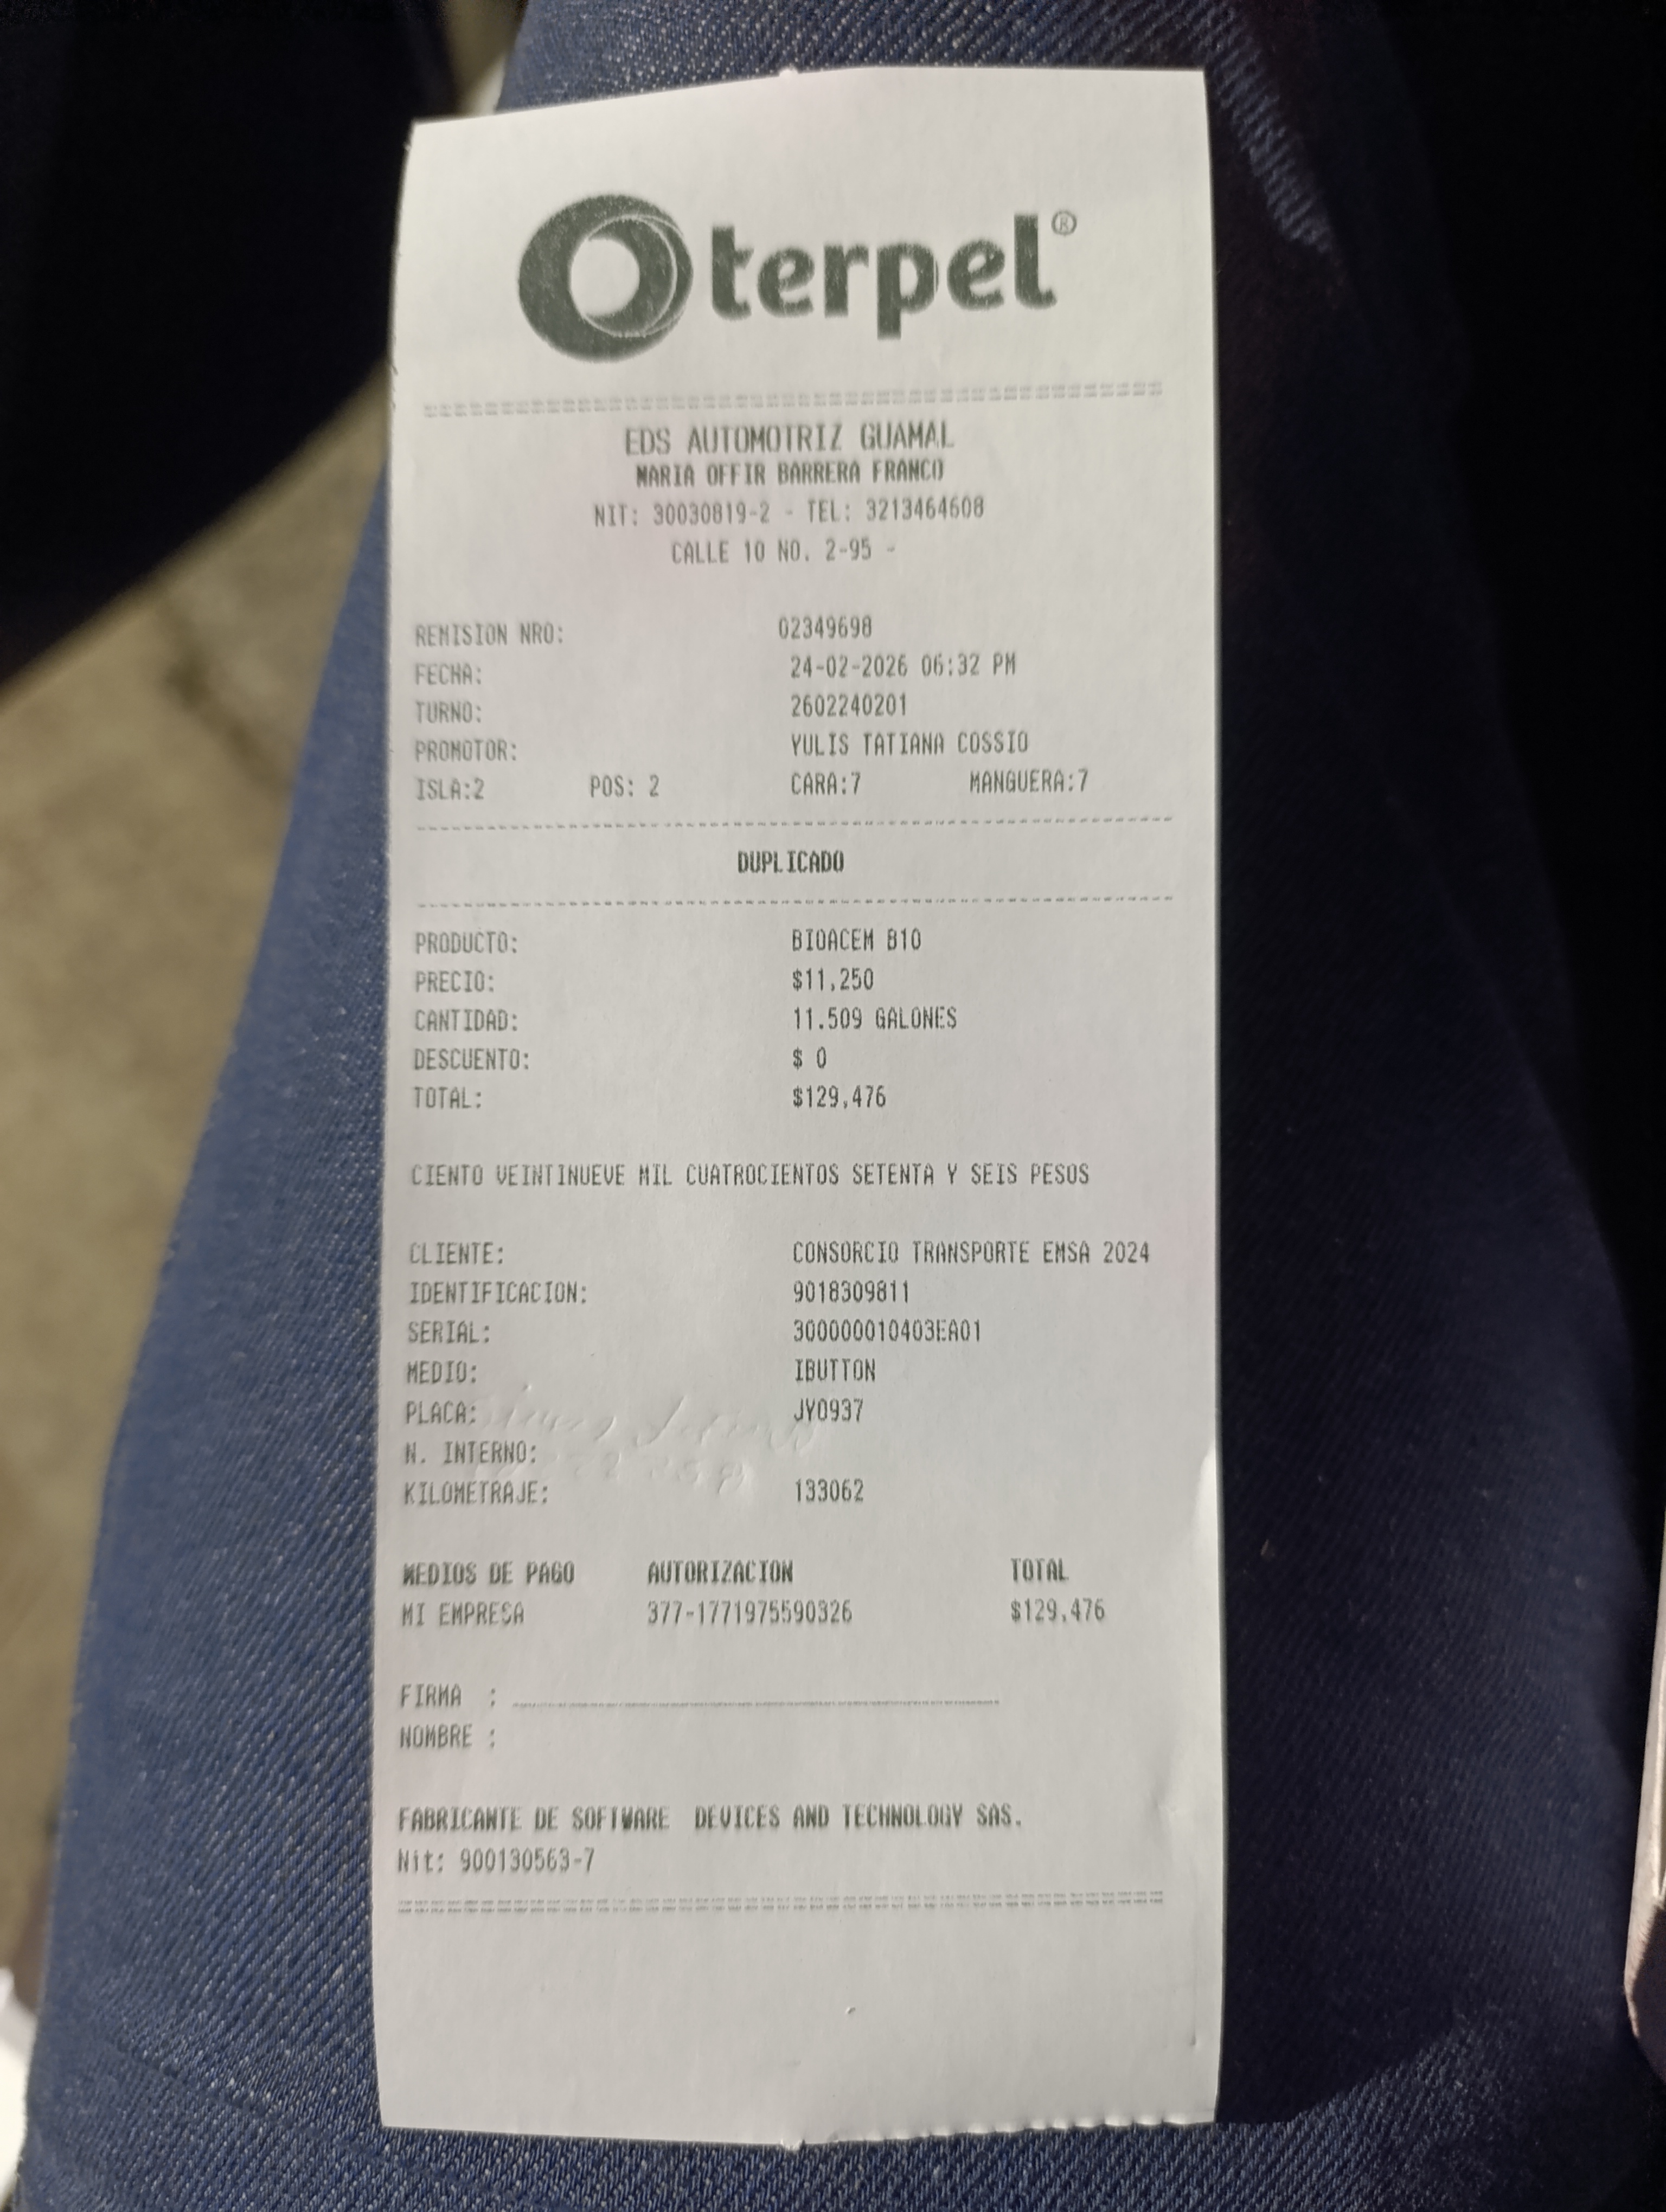 terpel®
EDS AUTOMOTRIZ GUAMAL
MARIA OFFIR BARRERA FRANCO
NIT: 30030819-2 - TEL: 3213464608
CALLE 10 NO. 2-95 -
REMISION NRO: 02349698
FECHA: 24-02-2026 06:32 PM
TURNO: 2602240201
PROMOTOR: YULIS TATIANA COSSIO
ISLA:2 POS: 2 CARA:7 MANGUERA:7
DUPLICADO
PRODUCTO: BIOACEM B10
PRECIO: $11,250
CANTIDAD: 11.509 GALONES
DESCUENTO: $ 0
TOTAL: $129,476
CIENTO VEINTINUEVE MIL CUATROCIENTOS SETENTA Y SEIS PESOS
CLIENTE: CONSORCIO TRANSPORTE EMSA 2024
IDENTIFICACION: 9018309811
SERIAL: 300000010403EA01
MEDIO: IBUTTON
PLACA: JYO937
N. INTERNO:
KILOMETRAJE: 133062
MEDIOS DE PAGO AUTORIZACION TOTAL
MI EMPRESA 377-1771975590326 $129,476
FIRMA :
NOMBRE :
FABRICANTE DE SOFTWARE DEVICES AND TECHNOLOGY SAS.
Nit: 900130563-7